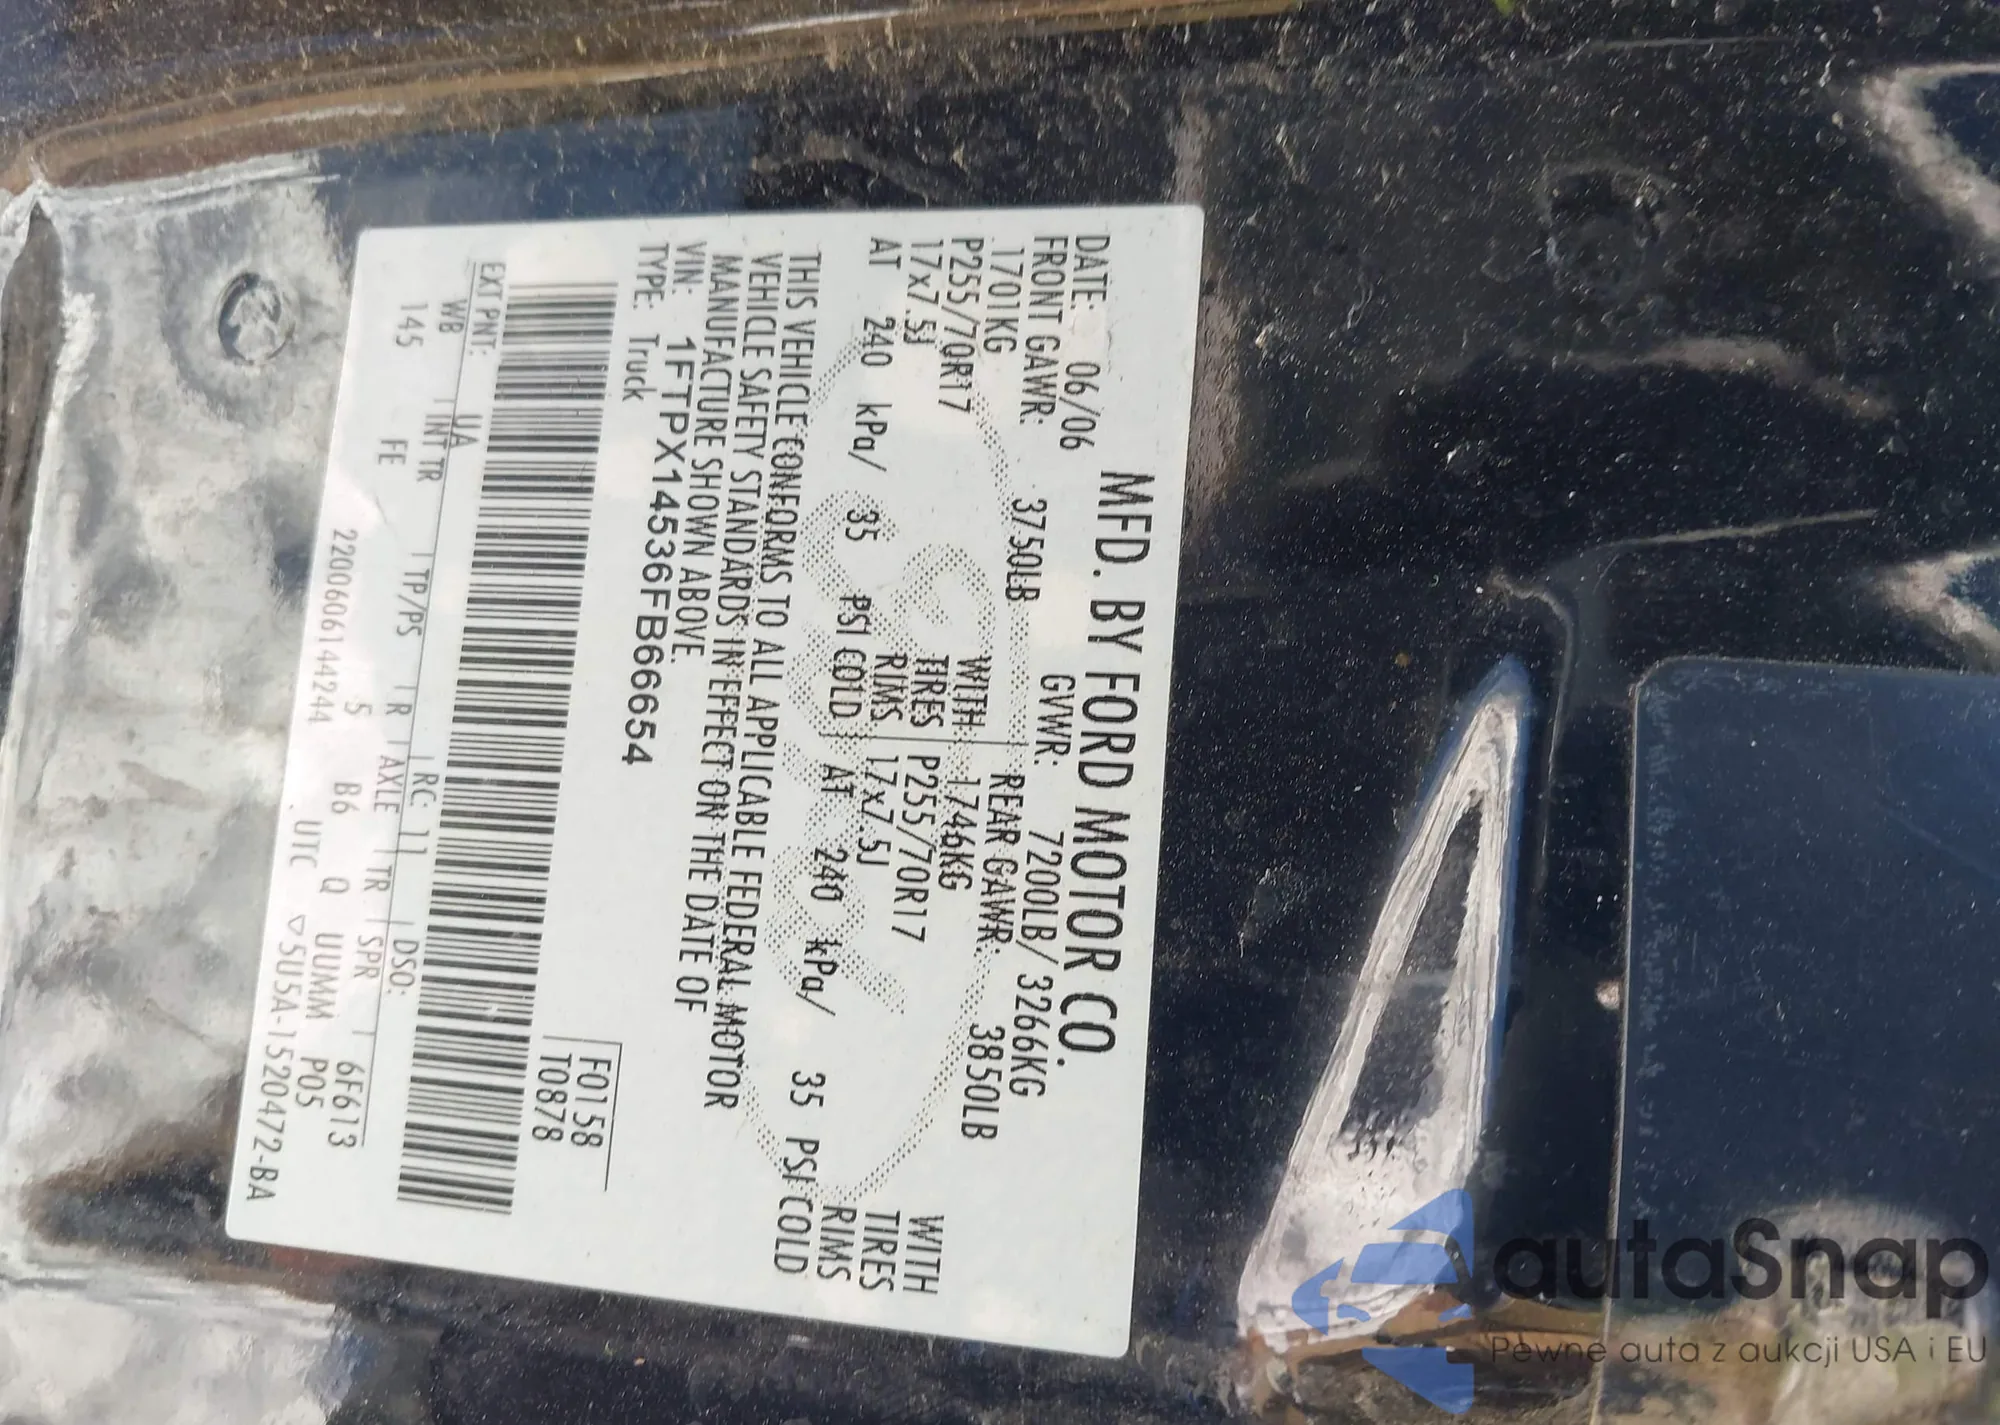 MFD. BY FORD MOTOR CO.
DATE: 06/06 GVWR: 7200LB/ 3266KG
FRONT GAWR: 3750LB REAR GAWR: 3850LB
1701KG WITH 1746KG WITH
P255/70R17 TIRES P255/70R17 TIRES
17x7.5J RIMS 17x7.5J RIMS
AT 240 kPa/ 35 PSI COLD AT 240 kPa/ 35 PSI COLD
THIS VEHICLE CONFORMS TO ALL APPLICABLE FEDERAL MOTOR
VEHICLE SAFETY STANDARDS IN EFFECT ON THE DATE OF
MANUFACTURE SHOWN ABOVE.
VIN: 1FTPX14536FB66654
TYPE: Truck
F0158
T0878
EXT PNT: UA RC: 11 DSO:
WB INT TR TP/PS R AXLE TR SPR 6F613
145 FE 5 B6 Q UUMM P05
22006061442​44 UTC ▽5U5A-1520472-BA
autaSnap
Pewne auta z aukcji USA i EU